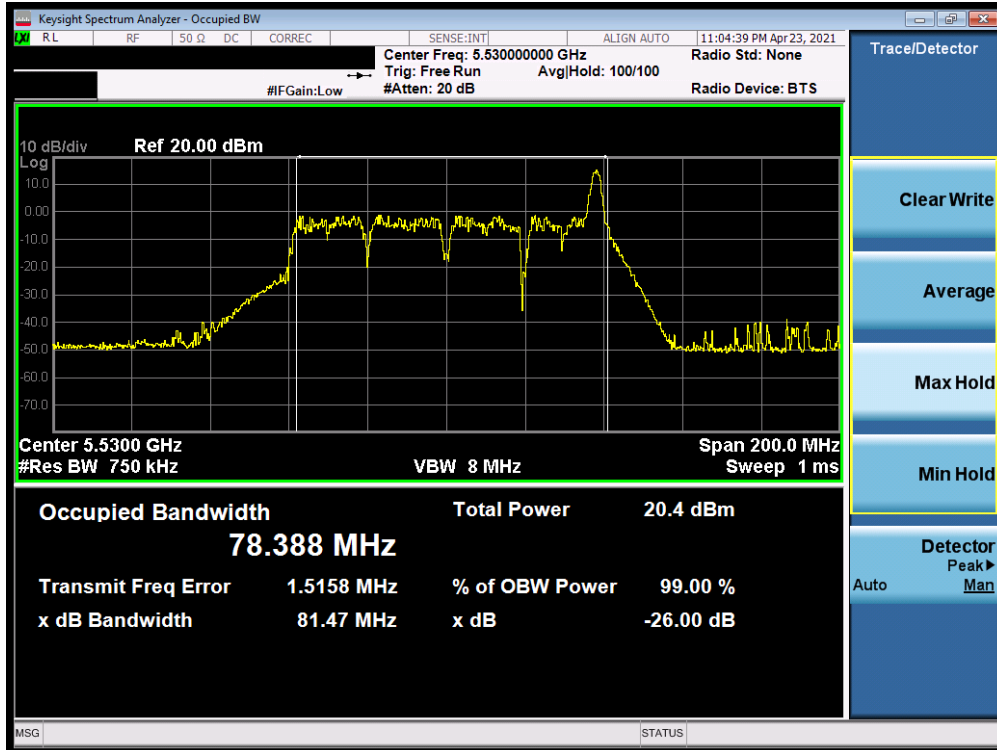 Keysight Spectrum Analyzer - Occupied BW
LXI RL RF 50 Ω DC CORREC SENSE:INT ALIGN AUTO 11:04:39 PM Apr 23, 2021
Center Freq: 5.530000000 GHz Radio Std: None
Trig: Free Run Avg|Hold: 100/100
#IFGain:Low #Atten: 20 dB Radio Device: BTS
10 dB/div Ref 20.00 dBm
Log
10.0
0.00
-10.0
-20.0
-30.0
-40.0
-50.0
-60.0
-70.0
Center 5.5300 GHz Span 200.0 MHz
#Res BW 750 kHz VBW 8 MHz Sweep 1 ms
Occupied Bandwidth Total Power 20.4 dBm
78.388 MHz
Transmit Freq Error 1.5158 MHz % of OBW Power 99.00 %
x dB Bandwidth 81.47 MHz x dB -26.00 dB
MSG STATUS
Trace/Detector
Clear Write
Average
Max Hold
Min Hold
Detector
Peak▶
Auto Man